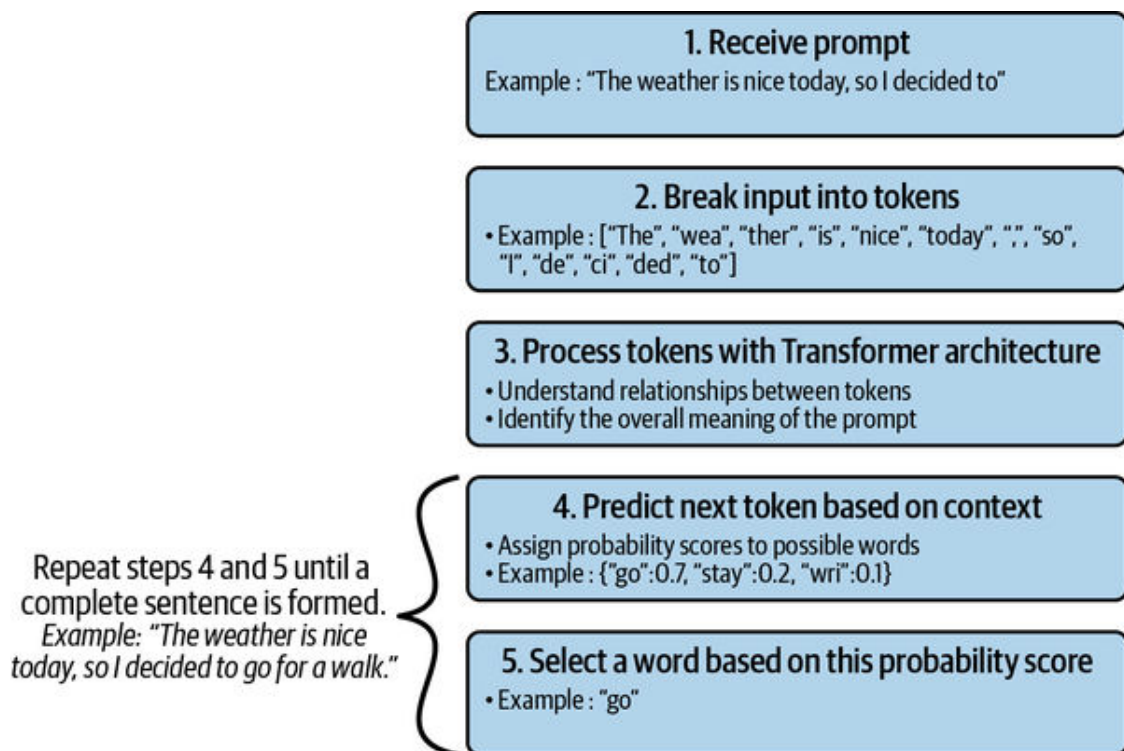 1. Receive prompt
Example : “The weather is nice today, so I decided to”
2. Break input into tokens
• Example : [“The”, “wea”, “ther”, “is”, “nice”, “today”, “,”, “so”,
“I”, “de”, “ci”, “ded”, “to”]
3. Process tokens with Transformer architecture
• Understand relationships between tokens
• Identify the overall meaning of the prompt
4. Predict next token based on context
• Assign probability scores to possible words
• Example : {“go”:0.7, “stay”:0.2, “wri”:0.1}
5. Select a word based on this probability score
• Example : “go”
Repeat steps 4 and 5 until a
complete sentence is formed.
Example: “The weather is nice
today, so I decided to go for a walk.”